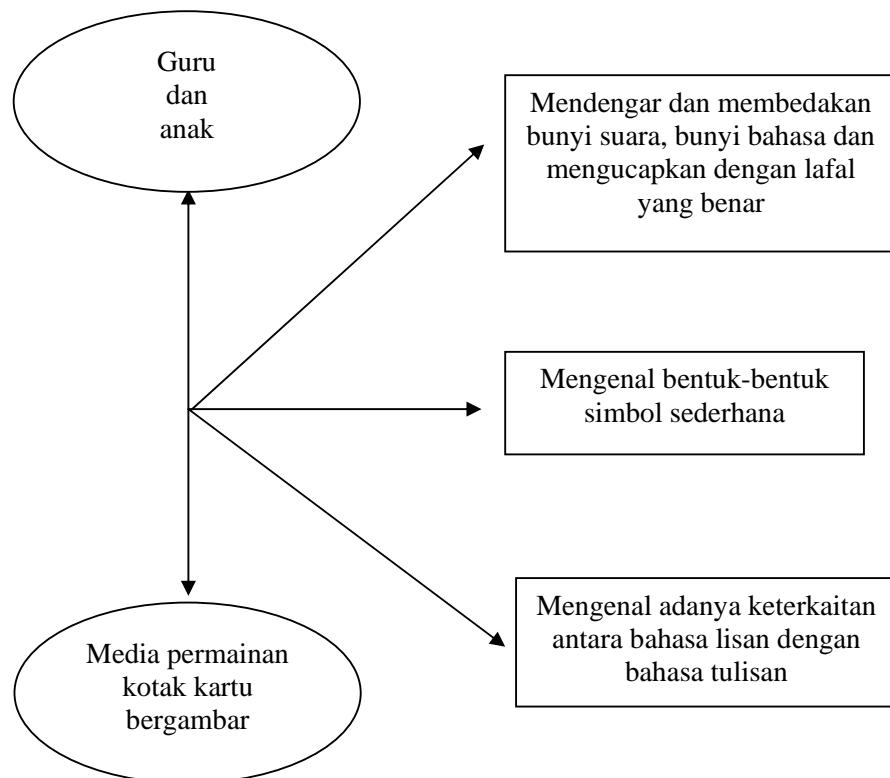 Guru
dan
anak
Mendengar dan membedakan
bunyi suara, bunyi bahasa dan
mengucapkan dengan lafal
yang benar
Mengenal bentuk-bentuk
simbol sederhana
Mengenal adanya keterkaitan
antara bahasa lisan dengan
bahasa tulisan
Media permainan
kotak kartu
bergambar